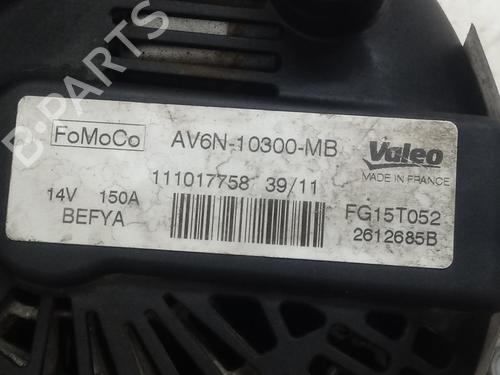 FoMoCo AV6N-10300-MB Valeo
MADE IN FRANCE
111017758 39/11
14V 150A
BEFYA
FG15T052
2612685B
B-PARTS